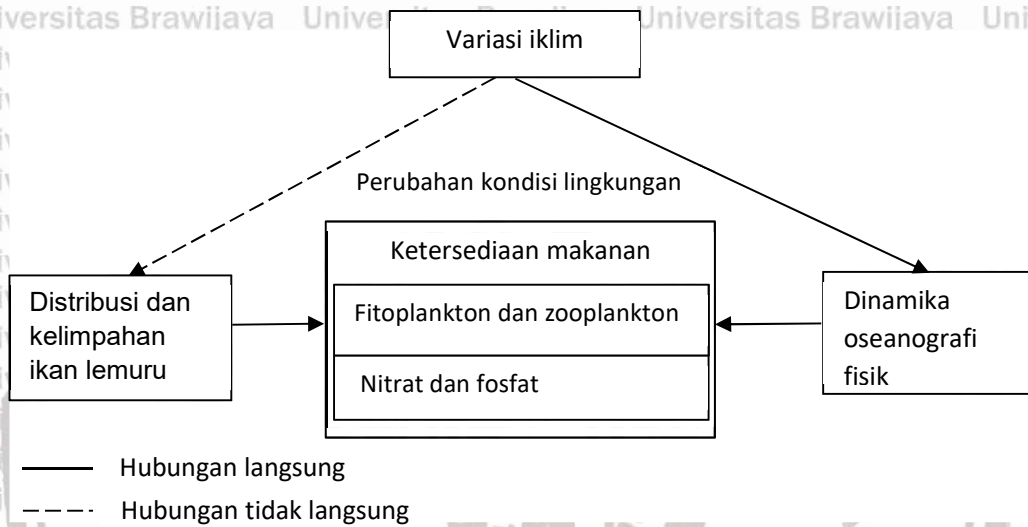 Universitas Brawijaya Universitas Brawijaya Universitas Brawijaya
Variasi iklim
Perubahan kondisi lingkungan
Ketersediaan makanan
Distribusi dan
kelimpahan
ikan lemuru
Fitoplankton dan zooplankton
Nitrat dan fosfat
Dinamika
oseanografi
fisik
Hubungan langsung
Hubungan tidak langsung